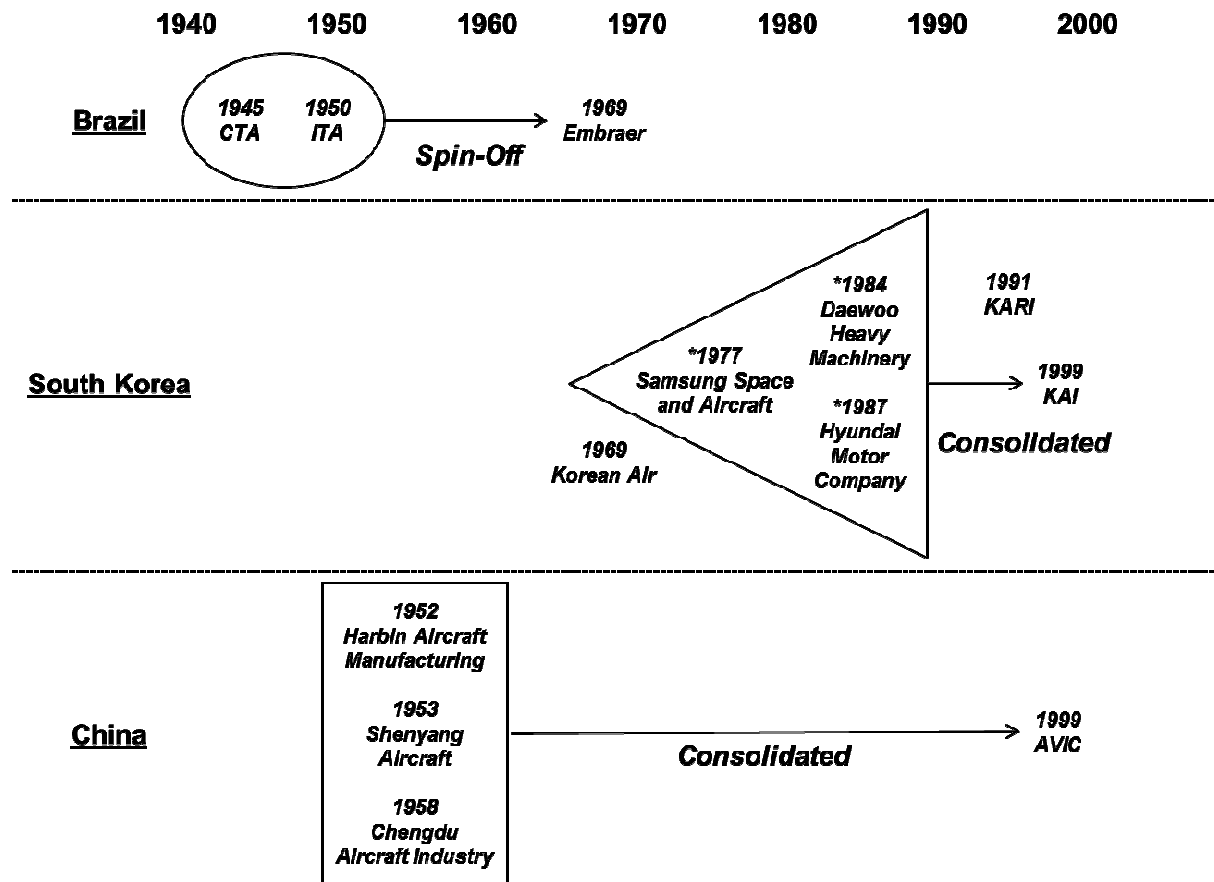 1940 1950 1960 1970 1980 1990 2000
Brazil
1945
CTA
1950
ITA
Spin-Off
1969
Embraer
South Korea
1969
Korean Air
*1977
Samsung Space
and Aircraft
*1984
Daewoo
Heavy
Machinery
*1987
Hyundai
Motor
Company
1991
KARI
1999
KAI
Consolidated
China
1952
Harbin Aircraft
Manufacturing
1953
Shenyang
Aircraft
1958
Chengdu
Aircraft Industry
Consolidated
1999
AVIC